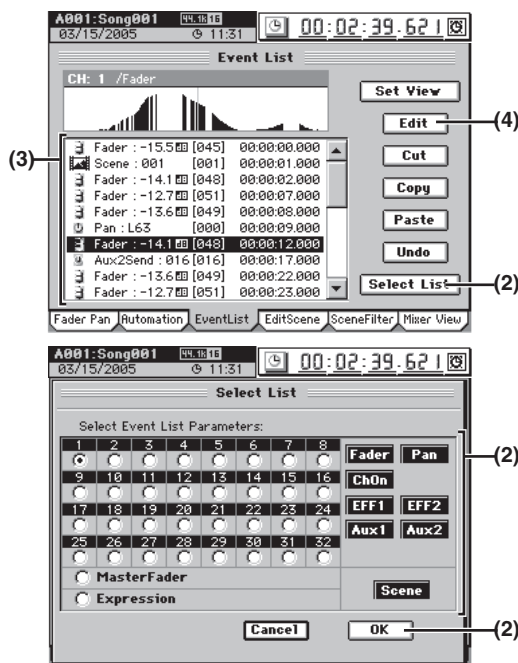 A001:Song001 44.1k 16
03/15/2005 11:31 00:02:39.621
Event List
CH: 1 /Fader
Set View
Edit
(4)
Cut
Copy
Paste
Undo
Select List
(2)
(3)
Fader : -15.5dB [045] 00:00:00.000
Scene : 001 [001] 00:00:01.000
Fader : -14.1dB [048] 00:00:02.000
Fader : -12.7dB [051] 00:00:07.000
Fader : -13.6dB [049] 00:00:08.000
Pan : L63 [000] 00:00:09.000
Fader : -14.1dB [048] 00:00:12.000
Aux2Send : 016 [016] 00:00:17.000
Fader : -13.6dB [049] 00:00:22.000
Fader : -12.7dB [051] 00:00:23.000
Fader Pan Automation EventList EditScene SceneFilter Mixer View
A001:Song001 44.1k 16
03/15/2005 11:31 00:02:39.621
Select List
Select Event List Parameters:
1 2 3 4 5 6 7 8
9 10 11 12 13 14 15 16
17 18 19 20 21 22 23 24
25 26 27 28 29 30 31 32
MasterFader
Expression
Fader Pan
(2)
ChOn
EFF1 EFF2
Aux1 Aux2
Scene
Cancel OK
(2)